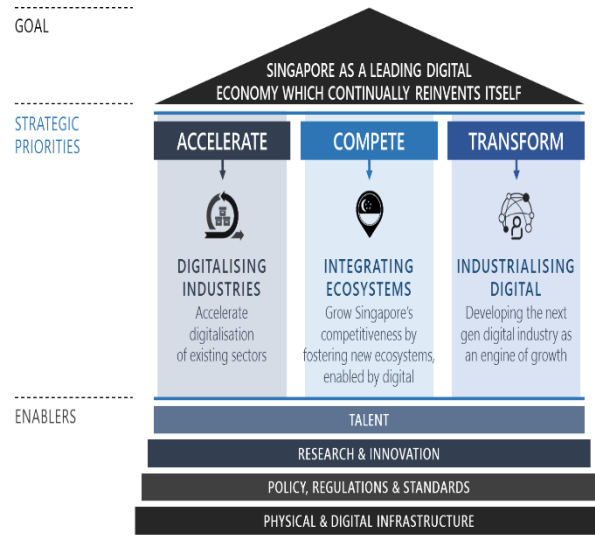 GOAL
SINGAPORE AS A LEADING DIGITAL
ECONOMY WHICH CONTINUALLY REINVENTS ITSELF
STRATEGIC
PRIORITIES
ACCELERATE
COMPETE
TRANSFORM
DIGITALISING
INDUSTRIES
Accelerate
digitalisation
of existing sectors
INTEGRATING
ECOSYSTEMS
Grow Singapore's
competitiveness by
fostering new ecosystems,
enabled by digital
INDUSTRIALISING
DIGITAL
Developing the next
gen digital industry as
an engine of growth
ENABLERS
TALENT
RESEARCH & INNOVATION
POLICY, REGULATIONS & STANDARDS
PHYSICAL & DIGITAL INFRASTRUCTURE